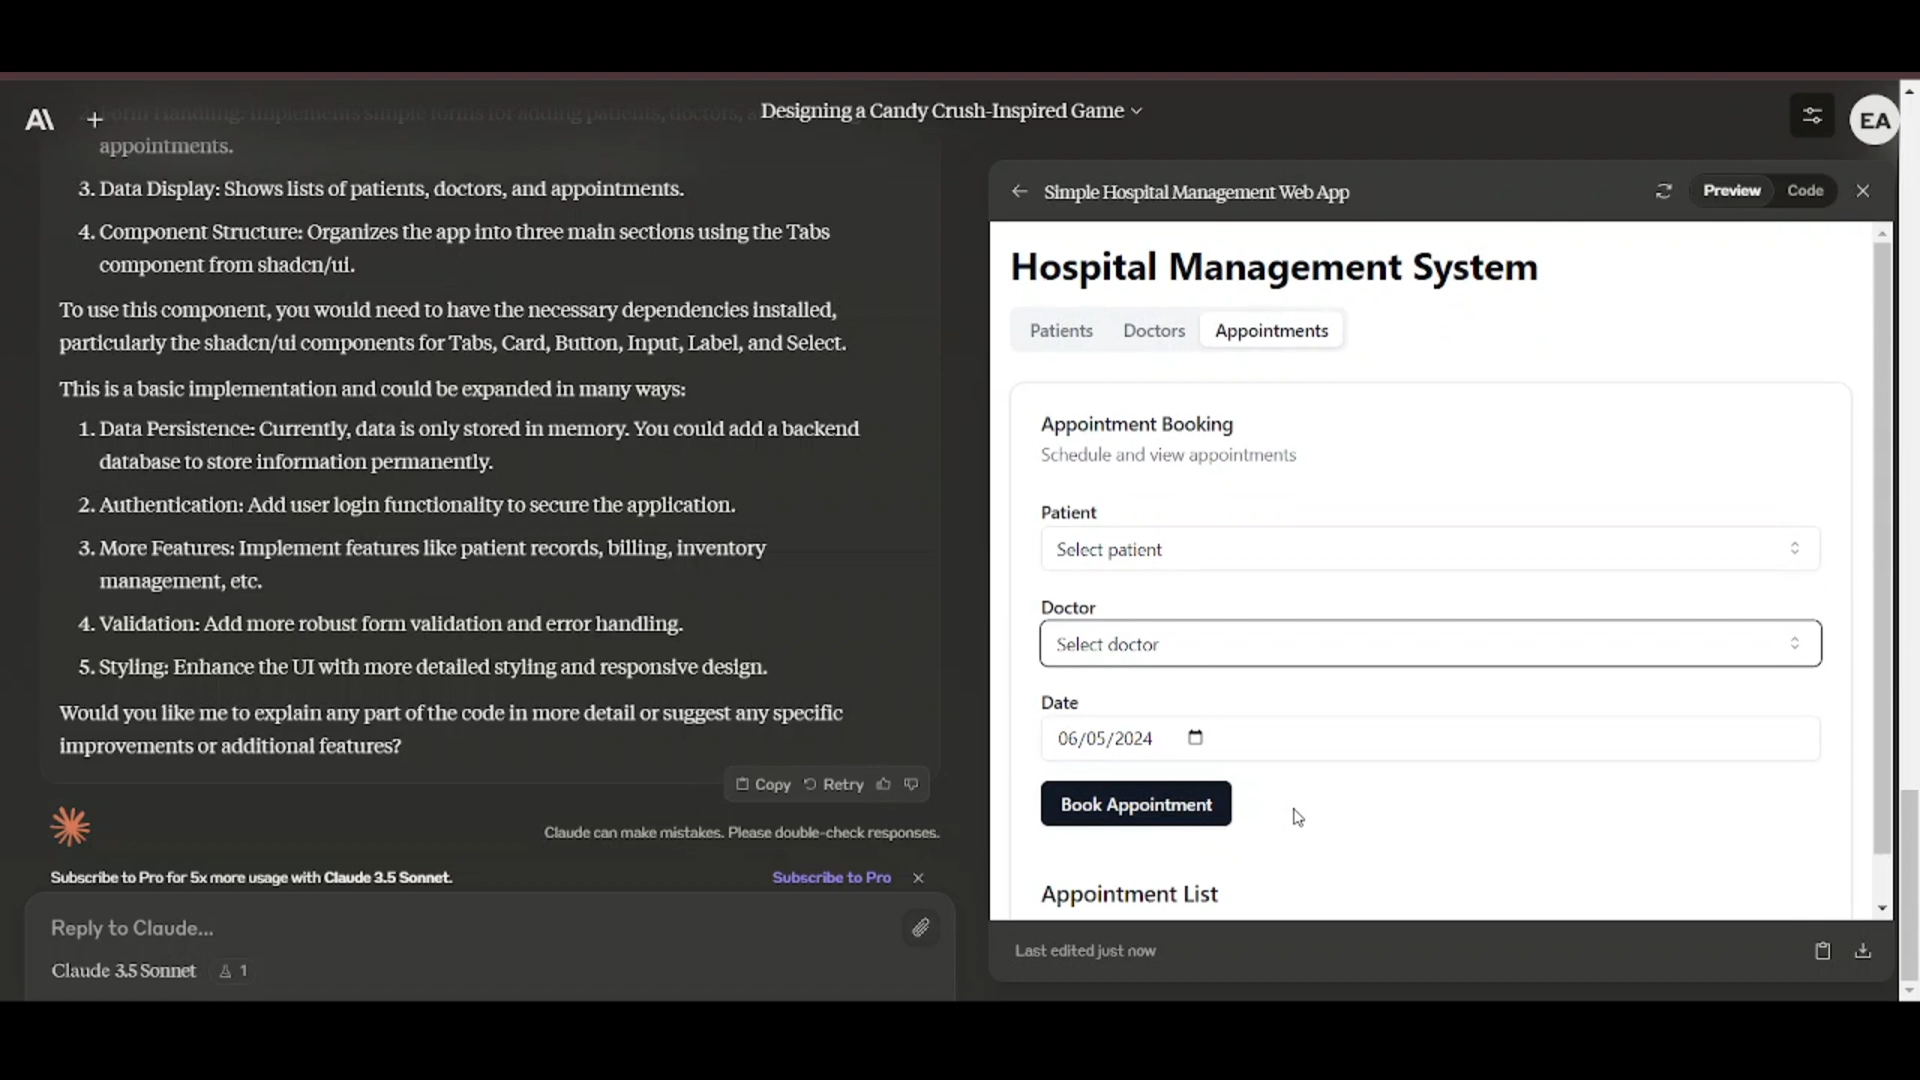 Designing a Candy Crush-Inspired Game
EA
2. Form Handling: Implements simple forms for adding patients, doctors, a
appointments.
3. Data Display: Shows lists of patients, doctors, and appointments.
4. Component Structure: Organizes the app into three main sections using the Tabs
component from shadcn/ui.
To use this component, you would need to have the necessary dependencies installed,
particularly the shadcn/ui components for Tabs, Card, Button, Input, Label, and Select.
This is a basic implementation and could be expanded in many ways:
1. Data Persistence: Currently, data is only stored in memory. You could add a backend
database to store information permanently.
2. Authentication: Add user login functionality to secure the application.
3. More Features: Implement features like patient records, billing, inventory
management, etc.
4. Validation: Add more robust form validation and error handling.
5. Styling: Enhance the UI with more detailed styling and responsive design.
Would you like me to explain any part of the code in more detail or suggest any specific
improvements or additional features?
Copy Retry
Claude can make mistakes. Please double-check responses.
Subscribe to Pro for 5x more usage with Claude 3.5 Sonnet.
Subscribe to Pro
Reply to Claude...
Claude 3.5 Sonnet 1
Simple Hospital Management Web App
Preview Code
Hospital Management System
Patients Doctors Appointments
Appointment Booking
Schedule and view appointments
Patient
Select patient
Doctor
Select doctor
Date
06/05/2024
Book Appointment
Appointment List
Last edited just now